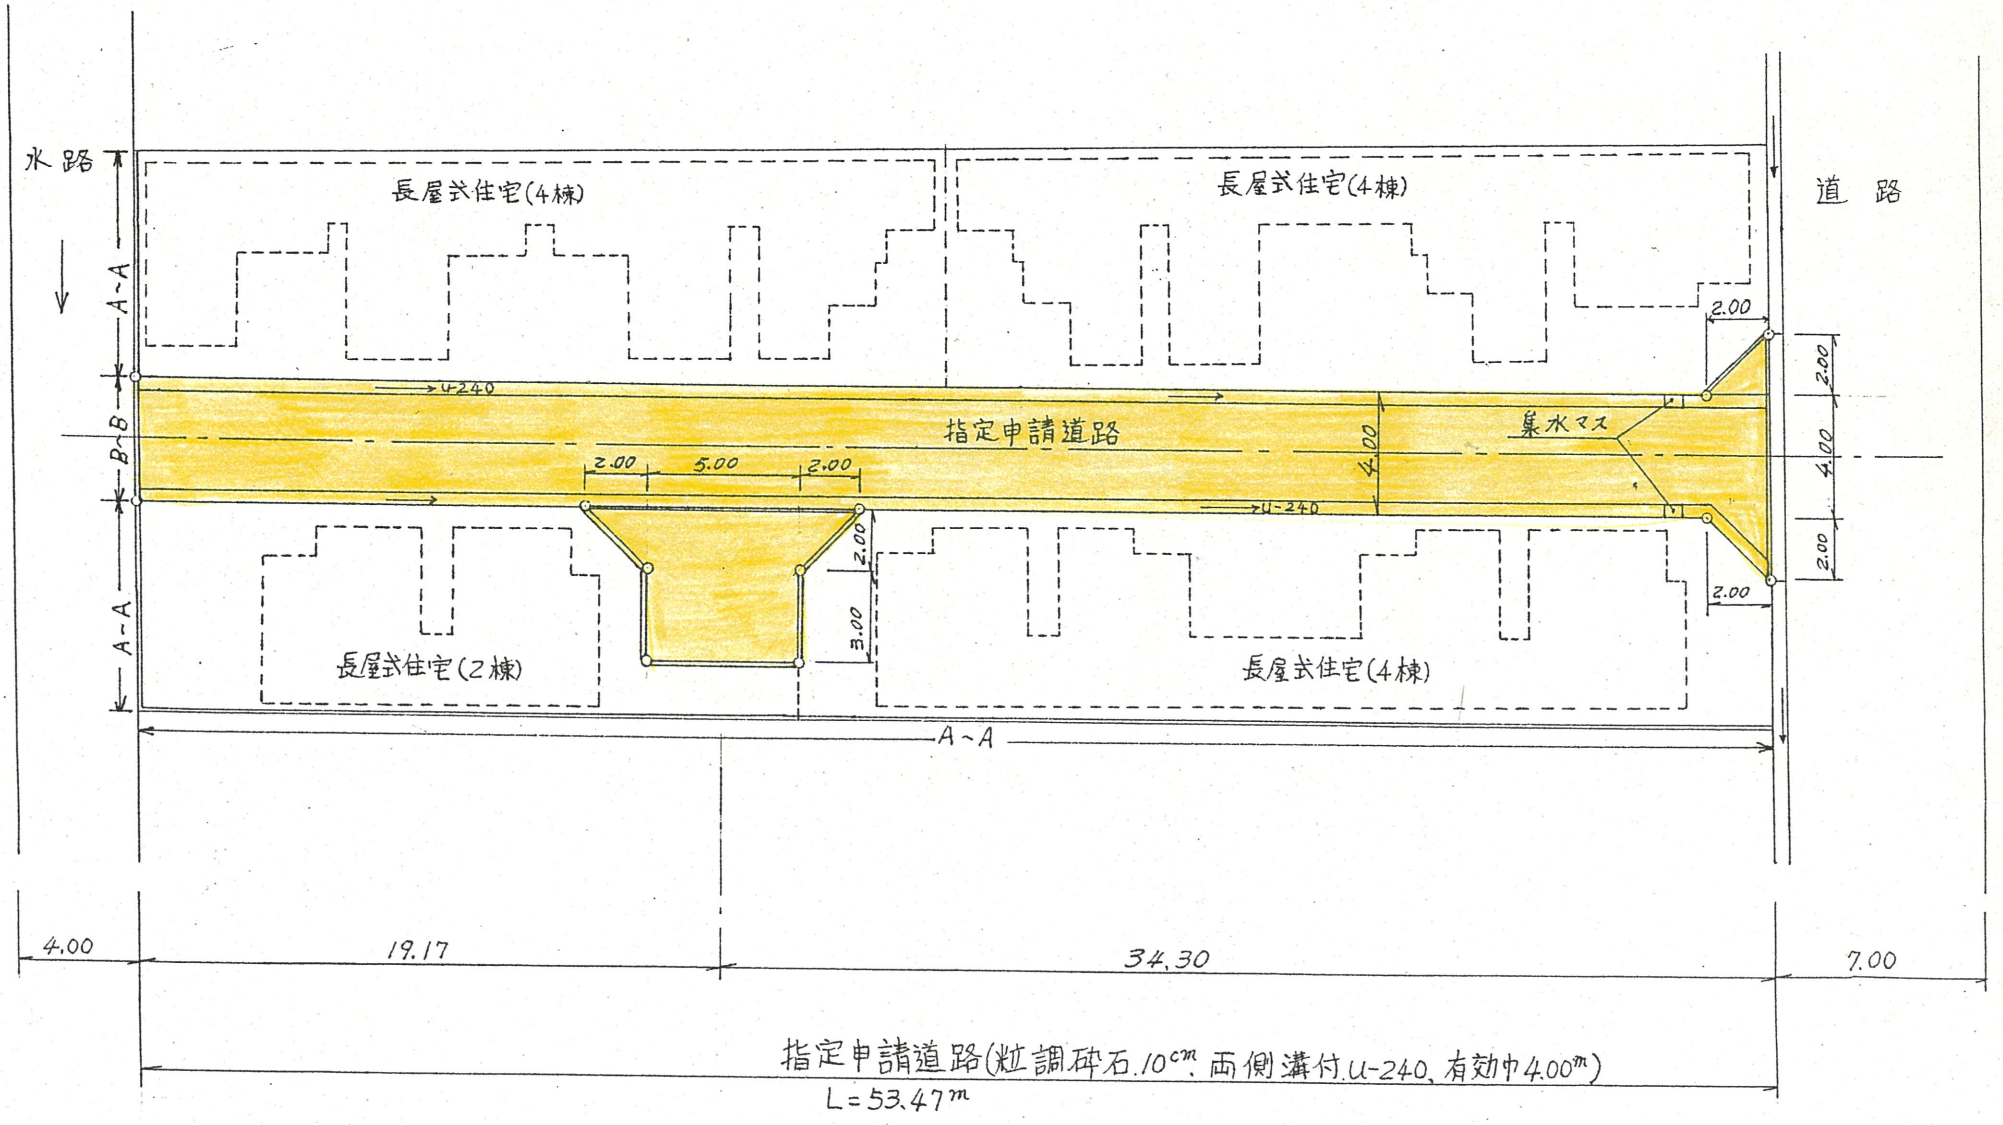 水路
長屋式住宅(4棟)
長屋式住宅(4棟)
道路
A~A
2.00
2.00
U-240
B~B
指定申請道路
集水マス
4.00
4.00
2.00
5.00
2.00
U-240
2.00
2.00
2.00
3.00
A~A
長屋式住宅(2棟)
長屋式住宅(4棟)
A~A
4.00
19.17
34.30
7.00
指定申請道路(粒調砕石.10cm. 両側溝付.U-240、有効巾4.00m)
L=53.47m